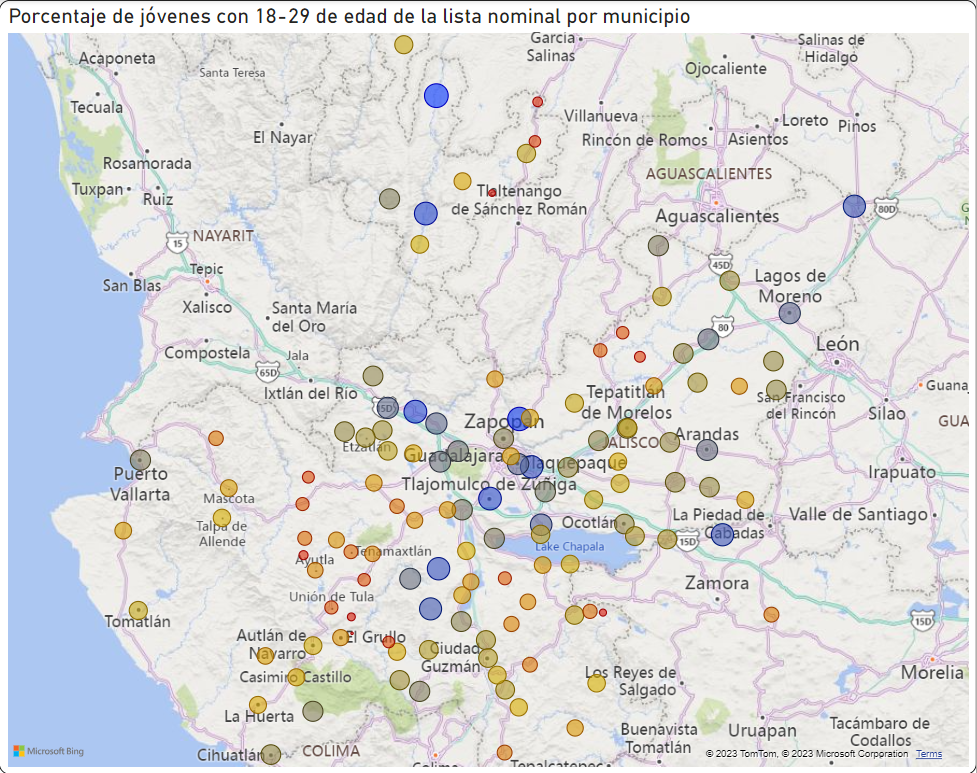 Porcentaje de jóvenes con 18-29 de edad de la lista nominal por municipio
Acaponeta
Santa Teresa
García
Salinas
Salinas de
Hidalgo
Ojocaliente
Tecuala
Villanueva
Loreto
Pinos
El Nayar
Rincón de Romos
Asientos
Rosamorada
AGUASCALIENTES
Tuxpan
Ruiz
Tlaltenango
de Sánchez Román
80D
Aguascalientes
15
NAYARIT
Tepic
45D
San Blas
Lagos de
Moreno
Xalisco
Santa María
del Oro
80
Compostela
Jala
León
65D
Ixtlán del Río
Tepatitlán
de Morelos
San Francisco
del Rincón
Guana
15D
Silao
Zapopan
GUA
Etzatlán
JALISCO
Arandas
Guadalajara
Tlaquepaque
Irapuato
Puerto
Vallarta
Tlajomulco de Zúñiga
Mascota
Talpa de
Allende
Ocotlán
La Piedad de
Cabadas
Valle de Santiago
15D
Lake Chapala
Tenamaxtlán
Ayutla
Zamora
Unión de Tula
Tomatlán
15D
Autlán de
Navarro
El Grullo
Ciudad
Guzmán
Morelia
Casimiro Castillo
Los Reyes de
Salgado
La Huerta
Buenavista
Tomatlán
Uruapan
Tacámbaro de
Codallos
Cihuatlán
COLIMA
Colima
Tepalcatepec
Microsoft Bing
© 2023 TomTom, © 2023 Microsoft Corporation Terms